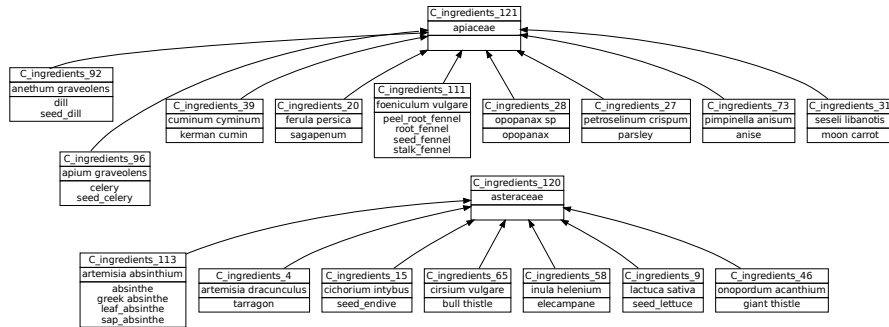 C_ingredients_121
apiaceae
C_ingredients_92
anethum graveolens
dill
seed_dill
C_ingredients_39
cuminum cyminum
kerman cumin
C_ingredients_20
ferula persica
sagapenum
C_ingredients_111
foeniculum vulgare
peel_root_fennel
root_fennel
seed_fennel
stalk_fennel
C_ingredients_28
opopanax sp
opopanax
C_ingredients_27
petroselinum crispum
parsley
C_ingredients_73
pimpinella anisum
anise
C_ingredients_31
seseli libanotis
moon carrot
C_ingredients_96
apium graveolens
celery
seed_celery
C_ingredients_120
asteraceae
C_ingredients_113
artemisia absinthium
absinthe
greek absinthe
leaf_absinthe
sap_absinthe
C_ingredients_4
artemisia dracunculus
tarragon
C_ingredients_15
cichorium intybus
seed_endive
C_ingredients_65
cirsium vulgare
bull thistle
C_ingredients_58
inula helenium
elecampane
C_ingredients_9
lactuca sativa
seed_lettuce
C_ingredients_46
onopordum acanthium
giant thistle